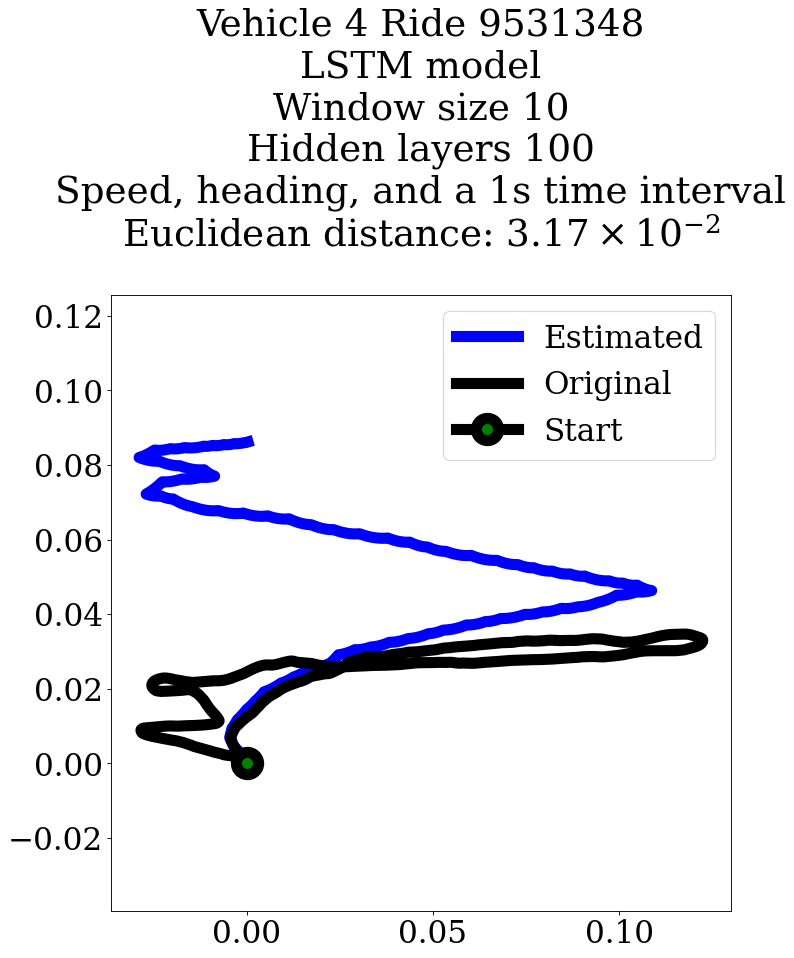 Vehicle 4 Ride 9531348
LSTM model
Window size 10
Hidden layers 100
Speed, heading, and a 1s time interval
Euclidean distance: 3.17 × 10⁻²
Estimated
Original
Start
0.12
0.10
0.08
0.06
0.04
0.02
0.00
−0.02
0.00 0.05 0.10